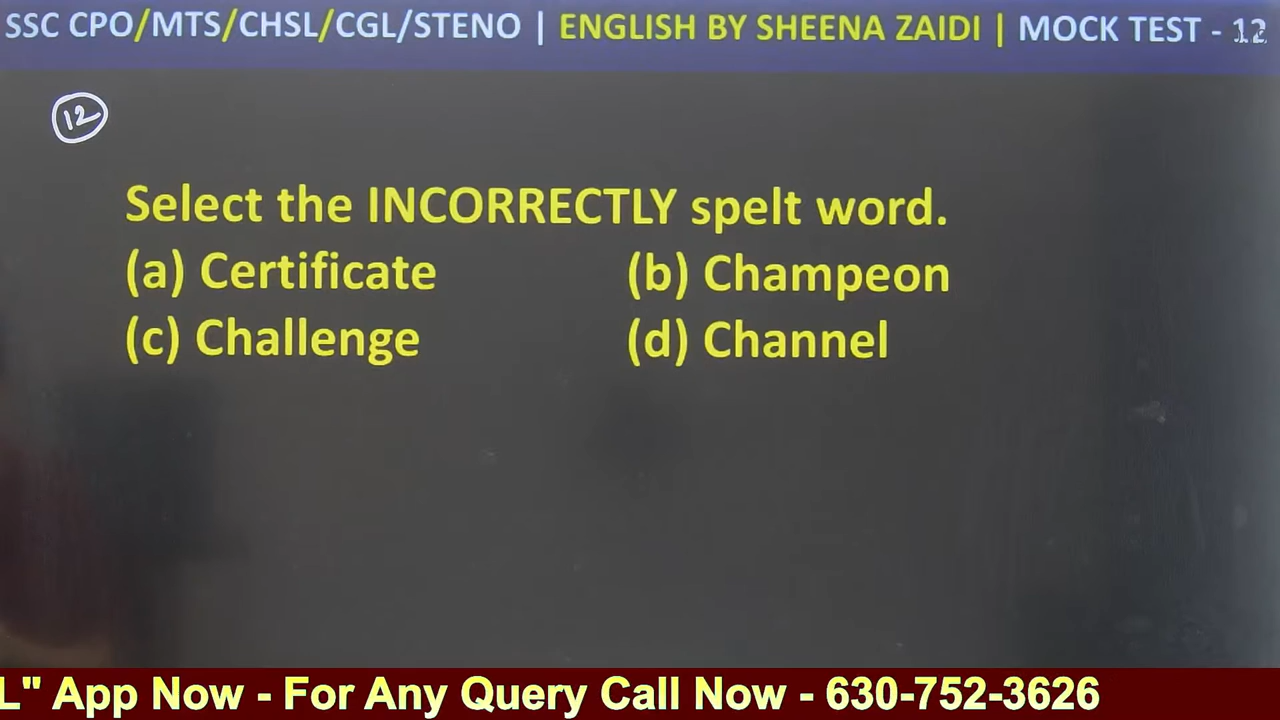 SSC CPO/MTS/CHSL/CGL/STENO | ENGLISH BY SHEENA ZAIDI | MOCK TEST - 12
12
Select the INCORRECTLY spelt word.
(a) Certificate (b) Champeon
(c) Challenge (d) Channel
L" App Now - For Any Query Call Now - 630-752-3626